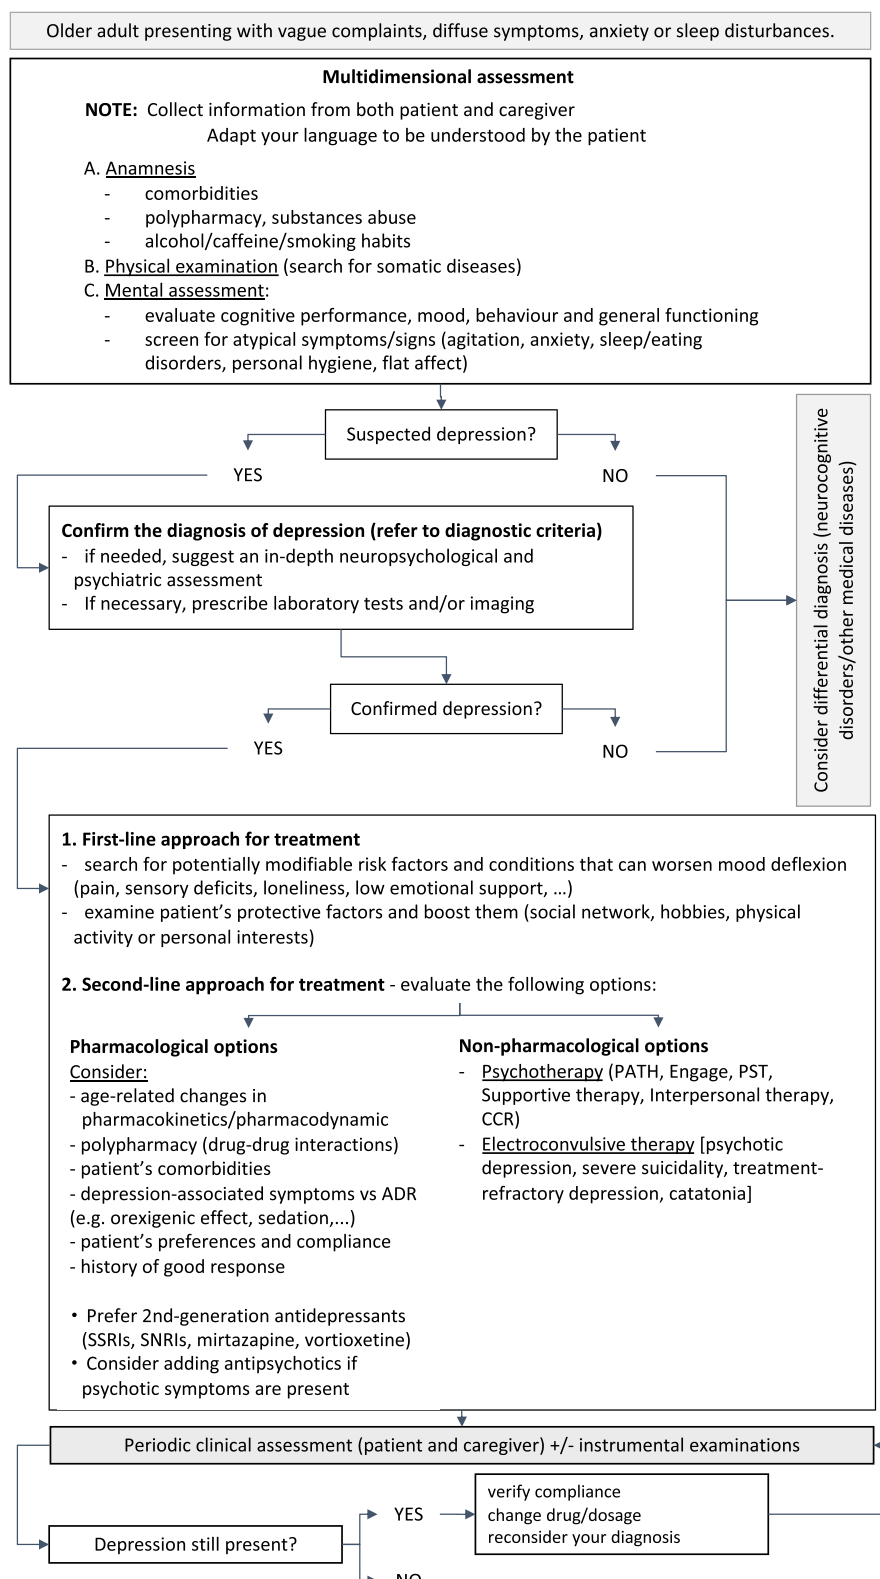 Older adult presenting with vague complaints, diffuse symptoms, anxiety or sleep disturbances.
Multidimensional assessment
NOTE: Collect information from both patient and caregiver
Adapt your language to be understood by the patient
A. Anamnesis
- comorbidities
- polypharmacy, substances abuse
- alcohol/caffeine/smoking habits
B. Physical examination (search for somatic diseases)
C. Mental assessment:
- evaluate cognitive performance, mood, behaviour and general functioning
- screen for atypical symptoms/signs (agitation, anxiety, sleep/eating
disorders, personal hygiene, flat affect)
Suspected depression?
YES
NO
Consider differential diagnosis (neurocognitive
disorders/other medical diseases)
Confirm the diagnosis of depression (refer to diagnostic criteria)
- if needed, suggest an in-depth neuropsychological and
psychiatric assessment
- If necessary, prescribe laboratory tests and/or imaging
Confirmed depression?
YES
NO
1. First-line approach for treatment
- search for potentially modifiable risk factors and conditions that can worsen mood deflexion
(pain, sensory deficits, loneliness, low emotional support, ...)
- examine patient's protective factors and boost them (social network, hobbies, physical
activity or personal interests)
2. Second-line approach for treatment - evaluate the following options:
Pharmacological options
Consider:
- age-related changes in
pharmacokinetics/pharmacodynamic
- polypharmacy (drug-drug interactions)
- patient's comorbidities
- depression-associated symptoms vs ADR
(e.g. orexigenic effect, sedation,...)
- patient's preferences and compliance
- history of good response
• Prefer 2nd-generation antidepressants
(SSRIs, SNRIs, mirtazapine, vortioxetine)
• Consider adding antipsychotics if
psychotic symptoms are present
Non-pharmacological options
- Psychotherapy (PATH, Engage, PST,
Supportive therapy, Interpersonal therapy,
CCR)
- Electroconvulsive therapy [psychotic
depression, severe suicidality, treatment-
refractory depression, catatonia]
Periodic clinical assessment (patient and caregiver) +/- instrumental examinations
Depression still present?
YES
verify compliance
change drug/dosage
reconsider your diagnosis
NO